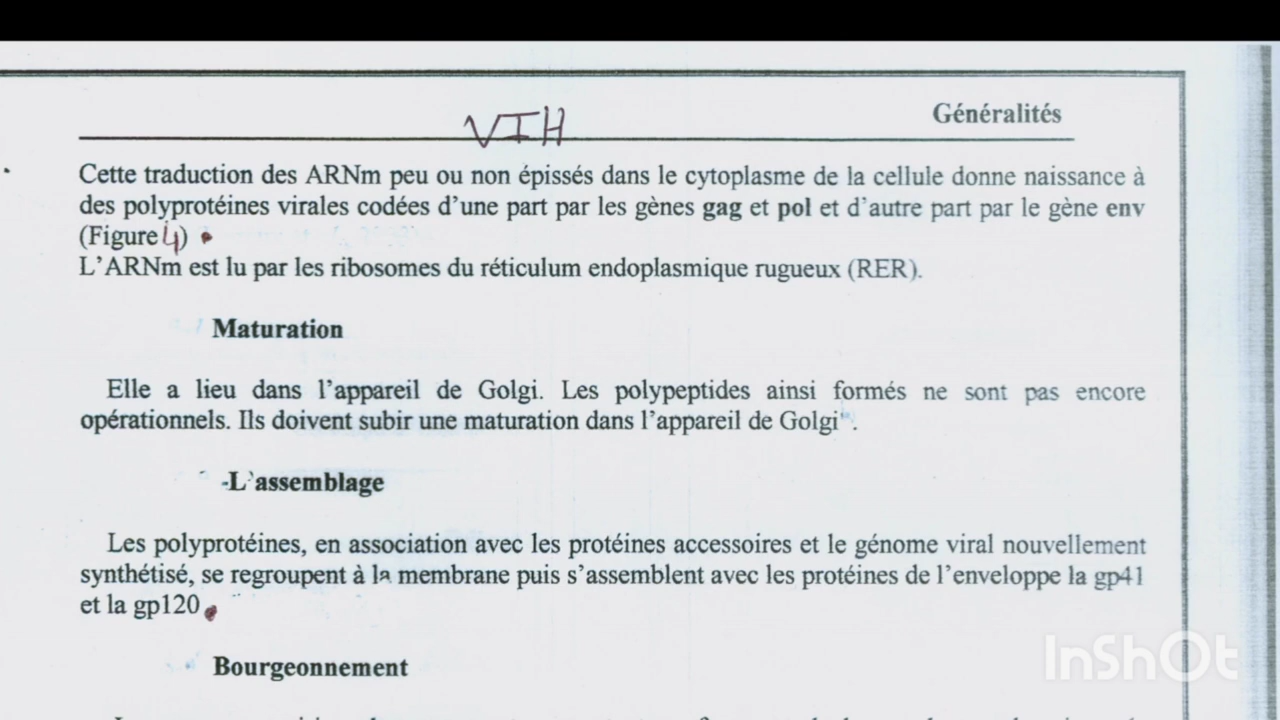 Généralités
VIH
Cette traduction des ARNm peu ou non épissés dans le cytoplasme de la cellule donne naissance à
des polyprotéines virales codées d'une part par les gènes gag et pol et d'autre part par le gène env
(Figure 4)
L'ARNm est lu par les ribosomes du réticulum endoplasmique rugueux (RER).
Maturation
Elle a lieu dans l'appareil de Golgi. Les polypeptides ainsi formés ne sont pas encore
opérationnels. Ils doivent subir une maturation dans l'appareil de Golgi .
-L'assemblage
Les polyprotéines, en association avec les protéines accessoires et le génome viral nouvellement
synthétisé, se regroupent à la membrane puis s'assemblent avec les protéines de l'enveloppe la gp41
et la gp120.
Bourgeonnement
InShOt